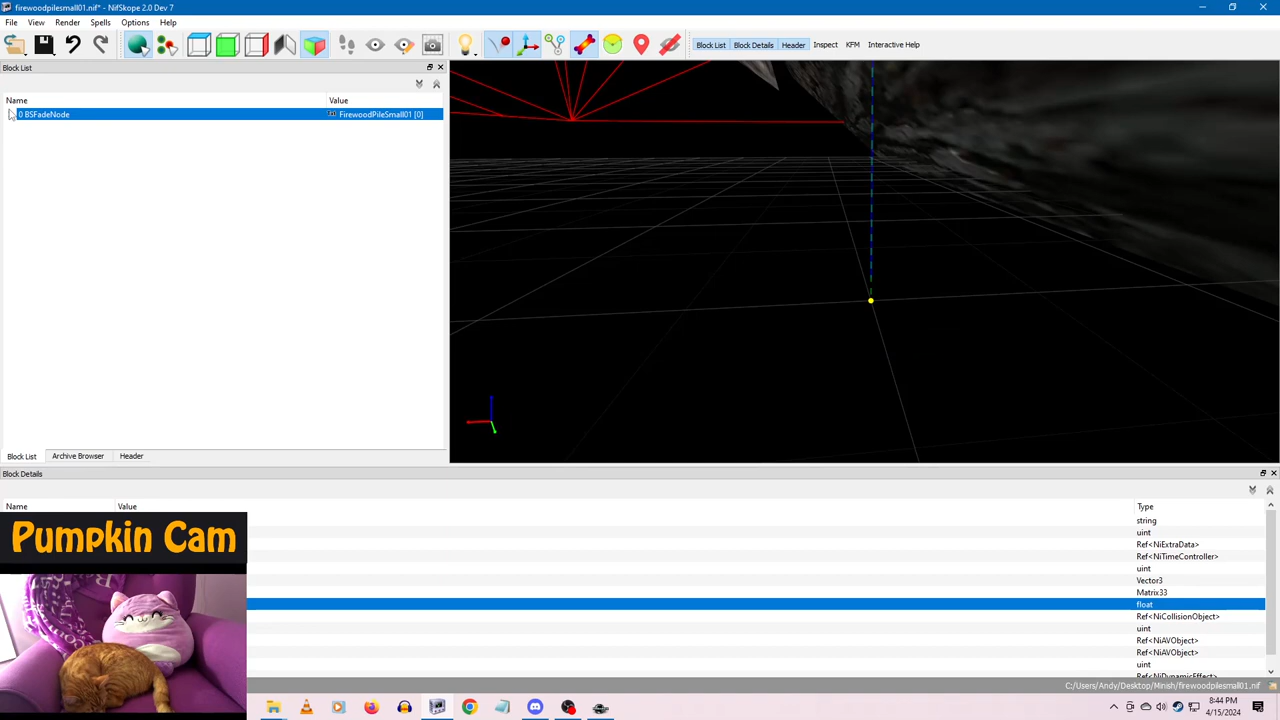 firewoodpilesmall01.nif* - NifSkope 2.0 Dev 7
File View Render Spells Options Help
Block List Block Details Header Inspect KFM Interactive Help
Block List
Name Value
0 BSFadeNode Txt FirewoodPileSmall01 [0]
Block List Archive Browser Header
Block Details
Name Value Type
string
uint
Ref<NiExtraData>
Ref<NiTimeController>
uint
Vector3
Matrix33
float
Ref<NiCollisionObject>
uint
Ref<NiAVObject>
Ref<NiAVObject>
uint
Ref<NiDynamicEffect>
Pumpkin Cam
C:/Users/Andy/Desktop/Minish/firewoodpilesmall01.nif
8:44 PM
4/15/2024